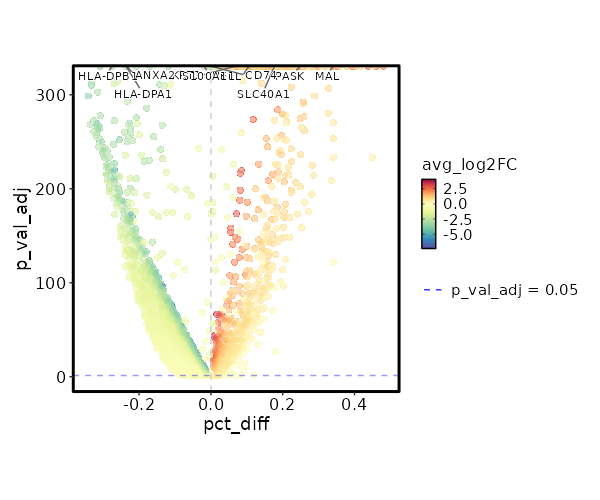 HLA-DPB1 ANXA2 CD74 PASK MAL
HLA-DPA1 SLC40A1
300
200
100
0
p_val_adj
-0.2 0.0 0.2 0.4
pct_diff
avg_log2FC
2.5
0.0
-2.5
-5.0
p_val_adj = 0.05